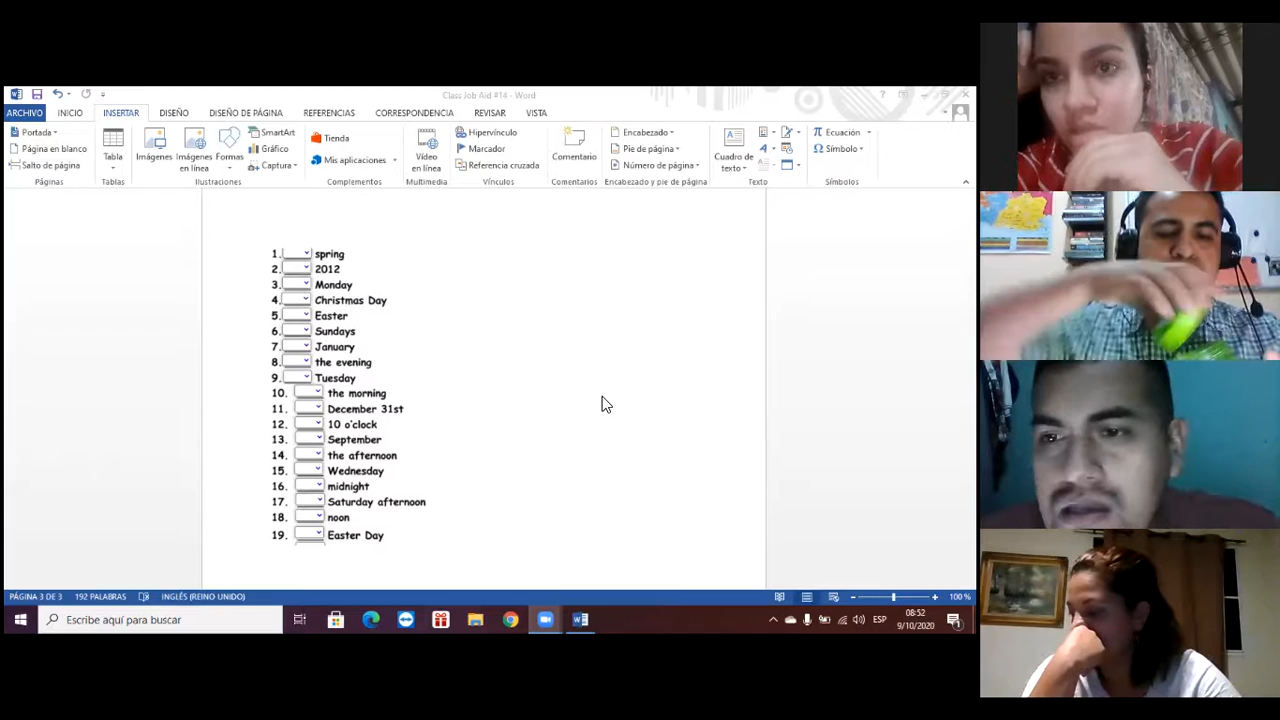 Class Job Aid #14 - Word
ARCHIVO INICIO INSERTAR DISEÑO DISEÑO DE PÁGINA REFERENCIAS CORRESPONDENCIA REVISAR VISTA
Portada
Página en blanco
Salto de página
Páginas
Tabla
Tablas
Imágenes
Imágenes en línea
Formas
SmartArt
Gráfico
Captura
Ilustraciones
Tienda
Mis aplicaciones
Complementos
Vídeo en línea
Multimedia
Hipervínculo
Marcador
Referencia cruzada
Vínculos
Comentario
Comentarios
Encabezado
Pie de página
Número de página
Encabezado y pie de página
Cuadro de texto
Texto
Ecuación
Símbolo
Símbolos
1. spring
2. 2012
3. Monday
4. Christmas Day
5. Easter
6. Sundays
7. January
8. the evening
9. Tuesday
10. the morning
11. December 31st
12. 10 o'clock
13. September
14. the afternoon
15. Wednesday
16. midnight
17. Saturday afternoon
18. noon
19. Easter Day
PÁGINA 3 DE 3 192 PALABRAS INGLÉS (REINO UNIDO) 100 %
Escribe aquí para buscar
ESP
08:52
9/10/2020